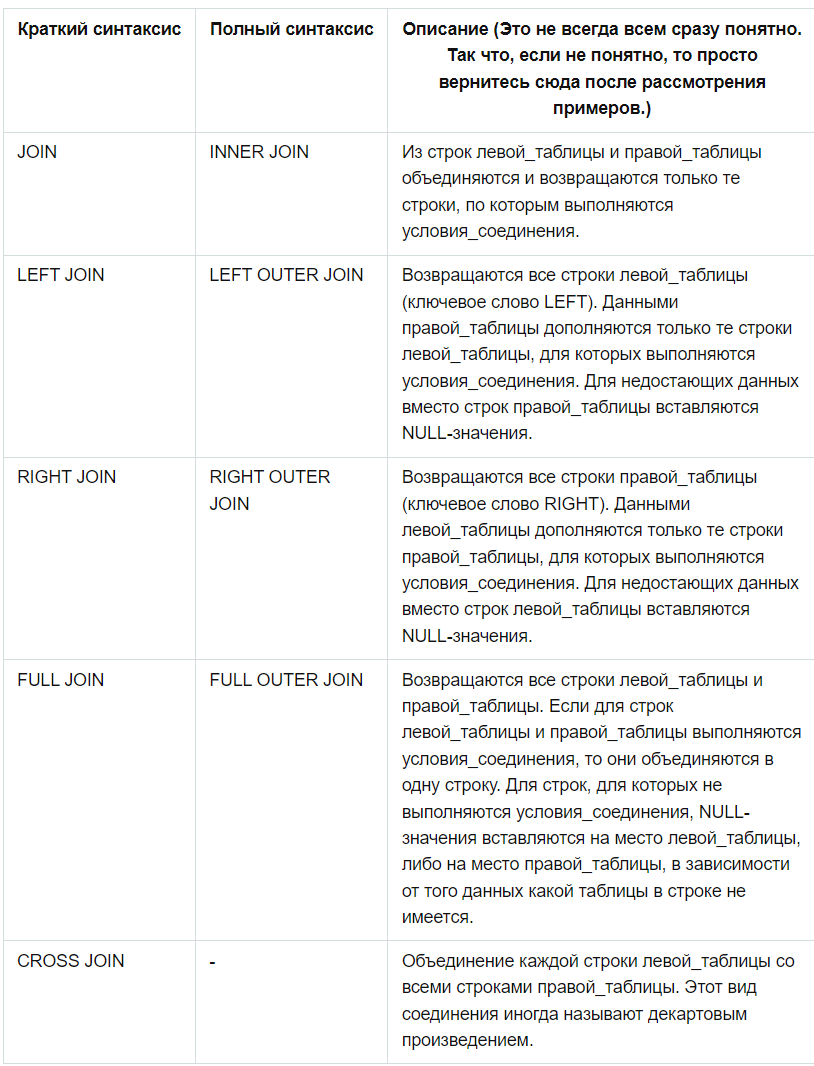 Краткий синтаксис
Полный синтаксис
Описание (Это не всегда всем сразу понятно.
Так что, если не понятно, то просто
вернитесь сюда после рассмотрения
примеров.)
JOIN
INNER JOIN
Из строк левой_таблицы и правой_таблицы
объединяются и возвращаются только те
строки, по которым выполняются
условия_соединения.
LEFT JOIN
LEFT OUTER JOIN
Возвращаются все строки левой_таблицы
(ключевое слово LEFT). Данными
правой_таблицы дополняются только те строки
левой_таблицы, для которых выполняются
условия_соединения. Для недостающих данных
вместо строк правой_таблицы вставляются
NULL-значения.
RIGHT JOIN
RIGHT OUTER
JOIN
Возвращаются все строки правой_таблицы
(ключевое слово RIGHT). Данными
левой_таблицы дополняются только те строки
правой_таблицы, для которых выполняются
условия_соединения. Для недостающих данных
вместо строк левой_таблицы вставляются
NULL-значения.
FULL JOIN
FULL OUTER JOIN
Возвращаются все строки левой_таблицы и
правой_таблицы. Если для строк
левой_таблицы и правой_таблицы выполняются
условия_соединения, то они объединяются в
одну строку. Для строк, для которых не
выполняются условия_соединения, NULL-
значения вставляются на место левой_таблицы,
либо на место правой_таблицы, в зависимости
от того данных какой таблицы в строке не
имеется.
CROSS JOIN
-
Объединение каждой строки левой_таблицы со
всеми строками правой_таблицы. Этот вид
соединения иногда называют декартовым
произведением.